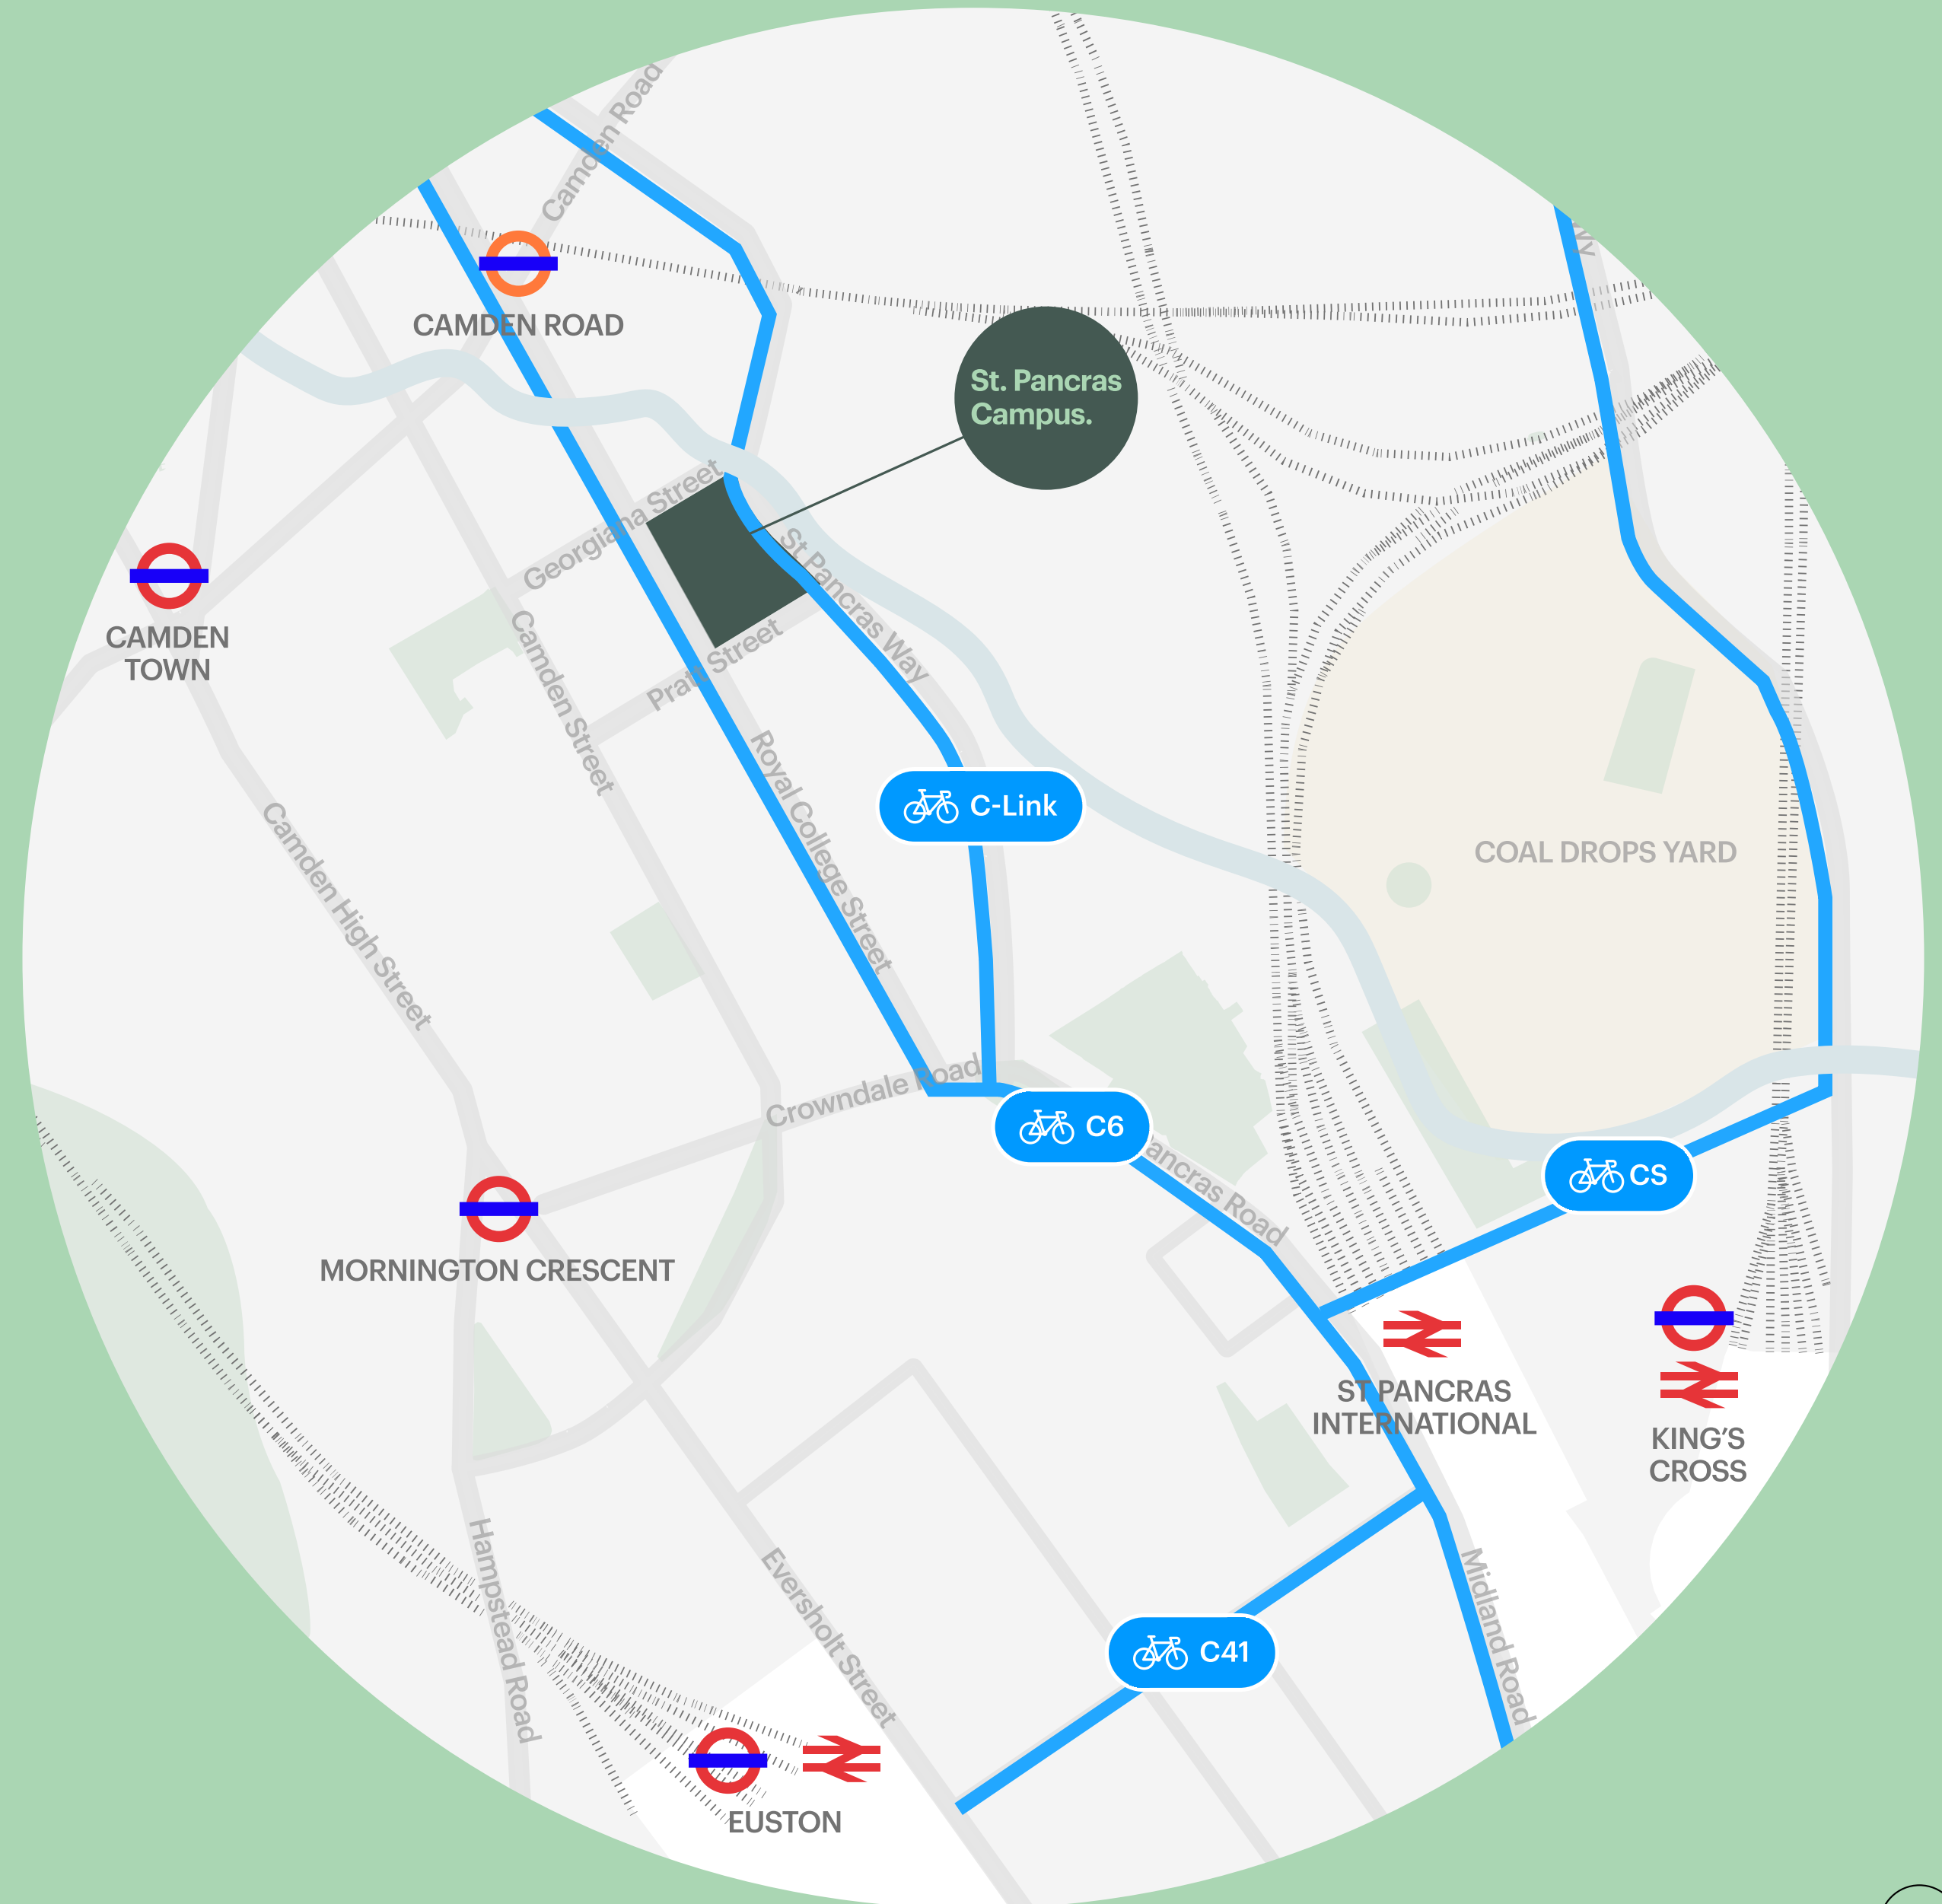 Camden Road
CAMDEN ROAD
St. Pancras
Campus.
Georgiana Street
St Pancras Way
CAMDEN
TOWN
Pratt Street
Camden Street
Royal College Street
C-Link
Camden High Street
COAL DROPS YARD
Crowndale Road
C6
Pancras Road
CS
MORNINGTON CRESCENT
ST PANCRAS
INTERNATIONAL
KING'S
CROSS
Hampstead Road
Eversholt Street
Midland Road
C41
EUSTON